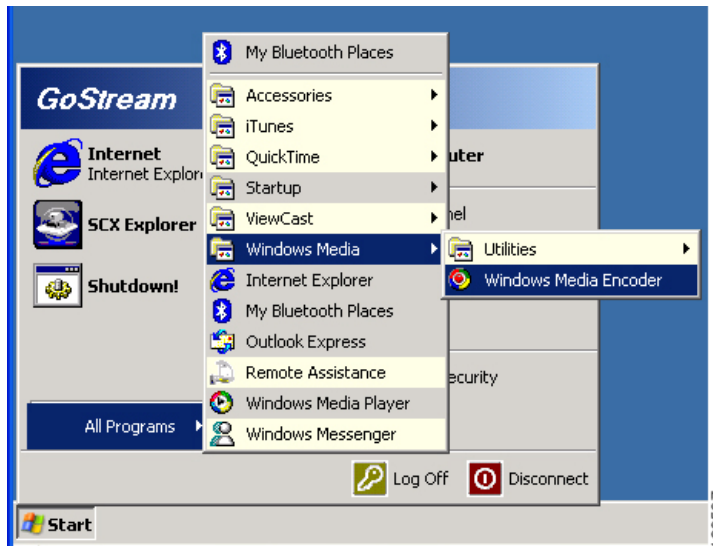 My Bluetooth Places
GoStream
Accessories
iTunes
Internet
Internet Explor
QuickTime
uter
Startup
SCX Explorer
ViewCast
nel
Windows Media
Utilities
Shutdown!
Internet Explorer
Windows Media Encoder
My Bluetooth Places
Outlook Express
Remote Assistance
ecurity
Windows Media Player
All Programs
Windows Messenger
Log Off
Disconnect
Start